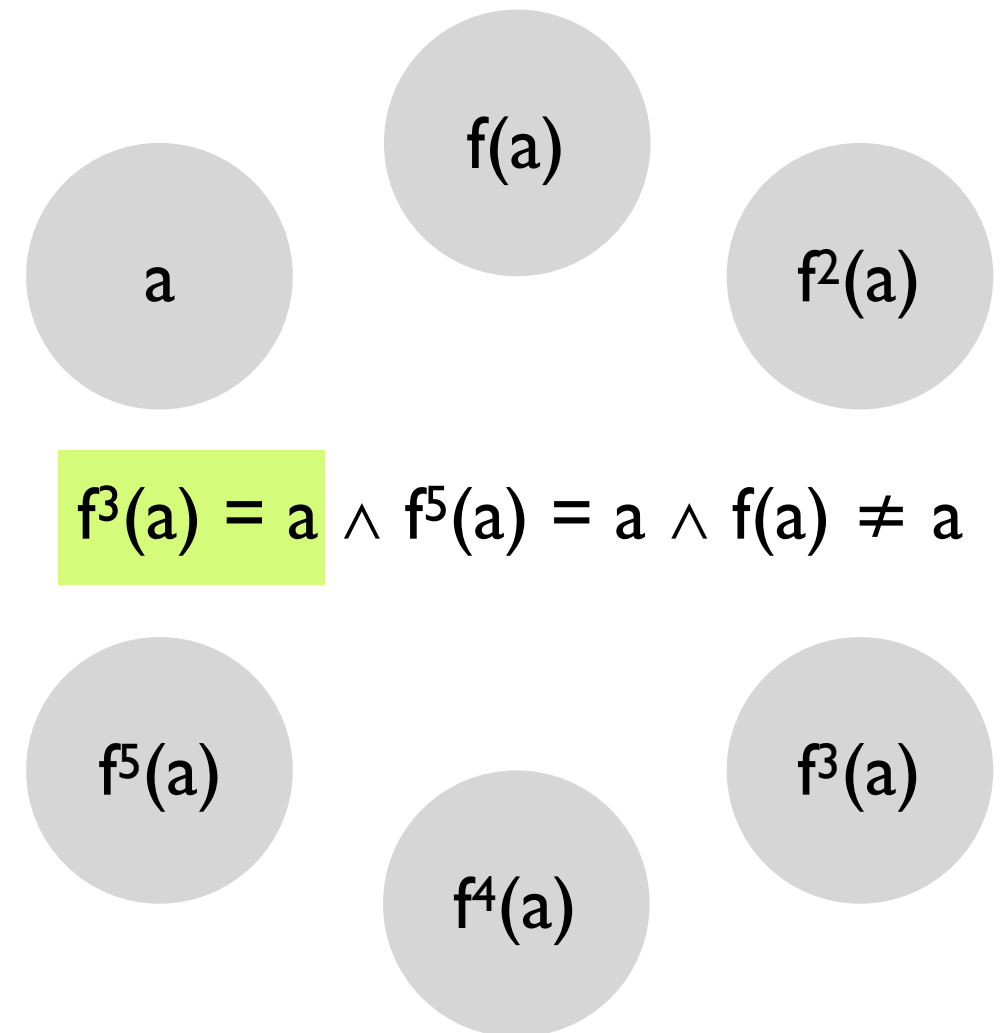 f(a)
a
f²(a)
f³(a) = a ∧ f⁵(a) = a ∧ f(a) ≠ a
f⁵(a)
f³(a)
f⁴(a)